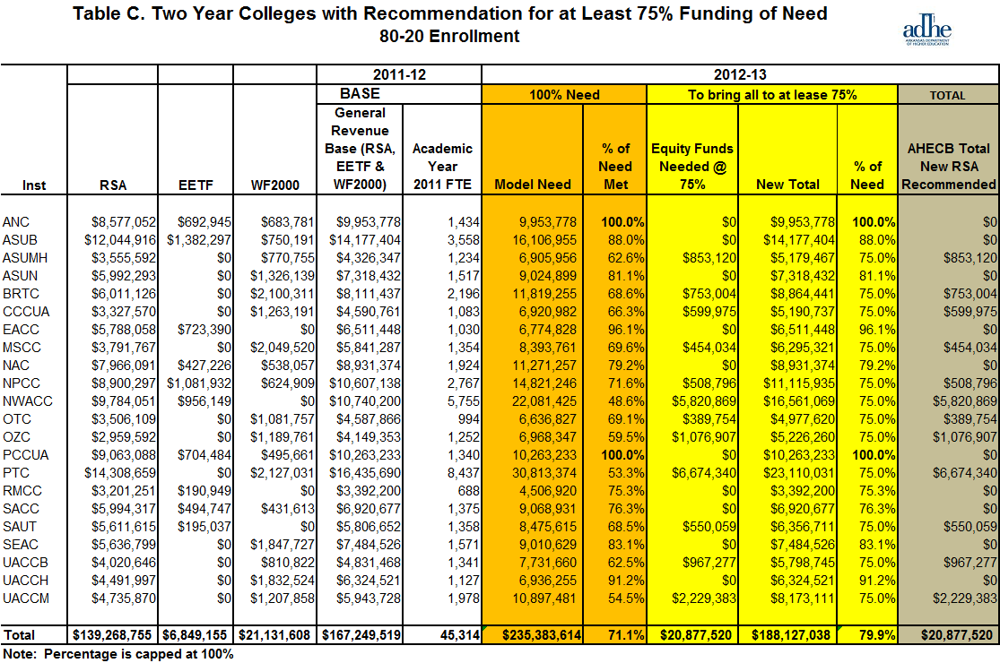 Table C. Two Year Colleges with Recommendation for at Least 75% Funding of Need
80-20 Enrollment
adhe
ARKANSAS DEPARTMENT
OF HIGHER EDUCATION
2011-12 2012-13
BASE 100% Need To bring all to at lease 75% TOTAL
General
Revenue
Base (RSA, Academic % of Equity Funds AHECB Total
EETF & Year Need Needed @ % of New RSA
Inst RSA EETF WF2000 WF2000) 2011 FTE Model Need Met 75% New Total Need Recommended
ANC $8,577,052 $692,945 $683,781 $9,953,778 1,434 9,953,778 100.0% $0 $9,953,778 100.0% $0
ASUB $12,044,916 $1,382,297 $750,191 $14,177,404 3,558 16,106,955 88.0% $0 $14,177,404 88.0% $0
ASUMH $3,555,592 $0 $770,755 $4,326,347 1,234 6,905,956 62.6% $853,120 $5,179,467 75.0% $853,120
ASUN $5,992,293 $0 $1,326,139 $7,318,432 1,517 9,024,899 81.1% $0 $7,318,432 81.1% $0
BRTC $6,011,126 $0 $2,100,311 $8,111,437 2,196 11,819,255 68.6% $753,004 $8,864,441 75.0% $753,004
CCCUA $3,327,570 $0 $1,263,191 $4,590,761 1,083 6,920,982 66.3% $599,975 $5,190,737 75.0% $599,975
EACC $5,788,058 $723,390 $0 $6,511,448 1,030 6,774,828 96.1% $0 $6,511,448 96.1% $0
MSCC $3,791,767 $0 $2,049,520 $5,841,287 1,354 8,393,761 69.6% $454,034 $6,295,321 75.0% $454,034
NAC $7,966,091 $427,226 $538,057 $8,931,374 1,924 11,271,257 79.2% $0 $8,931,374 79.2% $0
NPCC $8,900,297 $1,081,932 $624,909 $10,607,138 2,767 14,821,246 71.6% $508,796 $11,115,935 75.0% $508,796
NWACC $9,784,051 $956,149 $0 $10,740,200 5,755 22,081,425 48.6% $5,820,869 $16,561,069 75.0% $5,820,869
OTC $3,506,109 $0 $1,081,757 $4,587,866 994 6,636,827 69.1% $389,754 $4,977,620 75.0% $389,754
OZC $2,959,592 $0 $1,189,761 $4,149,353 1,252 6,968,347 59.5% $1,076,907 $5,226,260 75.0% $1,076,907
PCCUA $9,063,088 $704,484 $495,661 $10,263,233 1,340 10,263,233 100.0% $0 $10,263,233 100.0% $0
PTC $14,308,659 $0 $2,127,031 $16,435,690 8,437 30,813,374 53.3% $6,674,340 $23,110,031 75.0% $6,674,340
RMCC $3,201,251 $190,949 $0 $3,392,200 688 4,506,920 75.3% $0 $3,392,200 75.3% $0
SACC $5,994,317 $494,747 $431,613 $6,920,677 1,375 9,068,931 76.3% $0 $6,920,677 76.3% $0
SAUT $5,611,615 $195,037 $0 $5,806,652 1,358 8,475,615 68.5% $550,059 $6,356,711 75.0% $550,059
SEAC $5,636,799 $0 $1,847,727 $7,484,526 1,571 9,010,629 83.1% $0 $7,484,526 83.1% $0
UACCB $4,020,646 $0 $810,822 $4,831,468 1,341 7,731,660 62.5% $967,277 $5,798,745 75.0% $967,277
UACCH $4,491,997 $0 $1,832,524 $6,324,521 1,127 6,936,255 91.2% $0 $6,324,521 91.2% $0
UACCM $4,735,870 $0 $1,207,858 $5,943,728 1,978 10,897,481 54.5% $2,229,383 $8,173,111 75.0% $2,229,383
Total $139,268,755 $6,849,155 $21,131,608 $167,249,519 45,314 $235,383,614 71.1% $20,877,520 $188,127,038 79.9% $20,877,520
Note: Percentage is capped at 100%